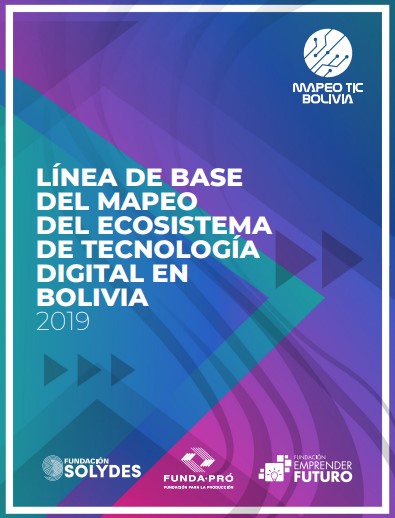 MAPEO TIC
BOLIVIA
LÍNEA DE BASE
DEL MAPEO
DEL ECOSISTEMA
DE TECNOLOGÍA
DIGITAL EN
BOLIVIA
2019
FUNDACIÓN
SOLYDES
FUNDA-PRÓ
FUNDACIÓN PARA LA PRODUCCIÓN
FUNDACIÓN
EMPRENDER
FUTURO